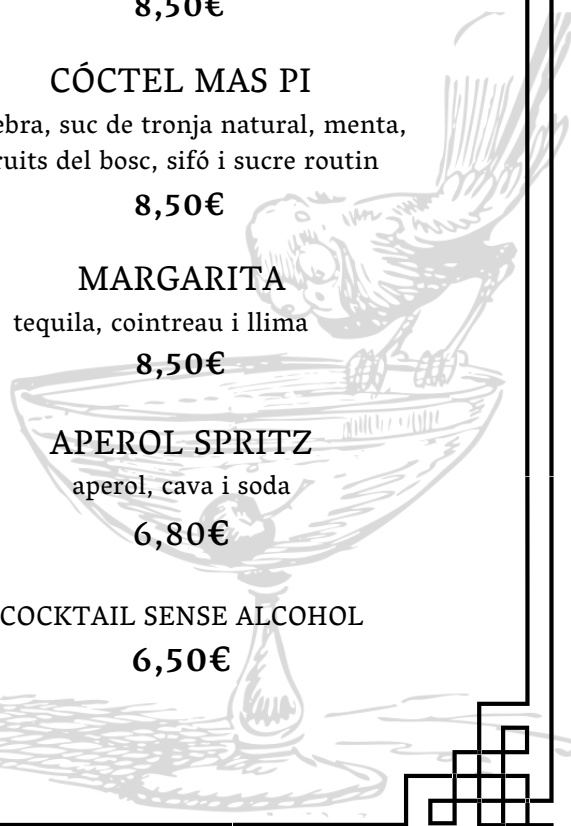 8,50€
CÓCTEL MAS PI
suc de tronja natural, menta,
del bosc, sifó i sucre routin
8,50€
MARGARITA
tequila, cointreau i llima
8,50€
APEROL SPRITZ
aperol, cava i soda
6,80€
COCKTAIL SENSE ALCOHOL
6,50€